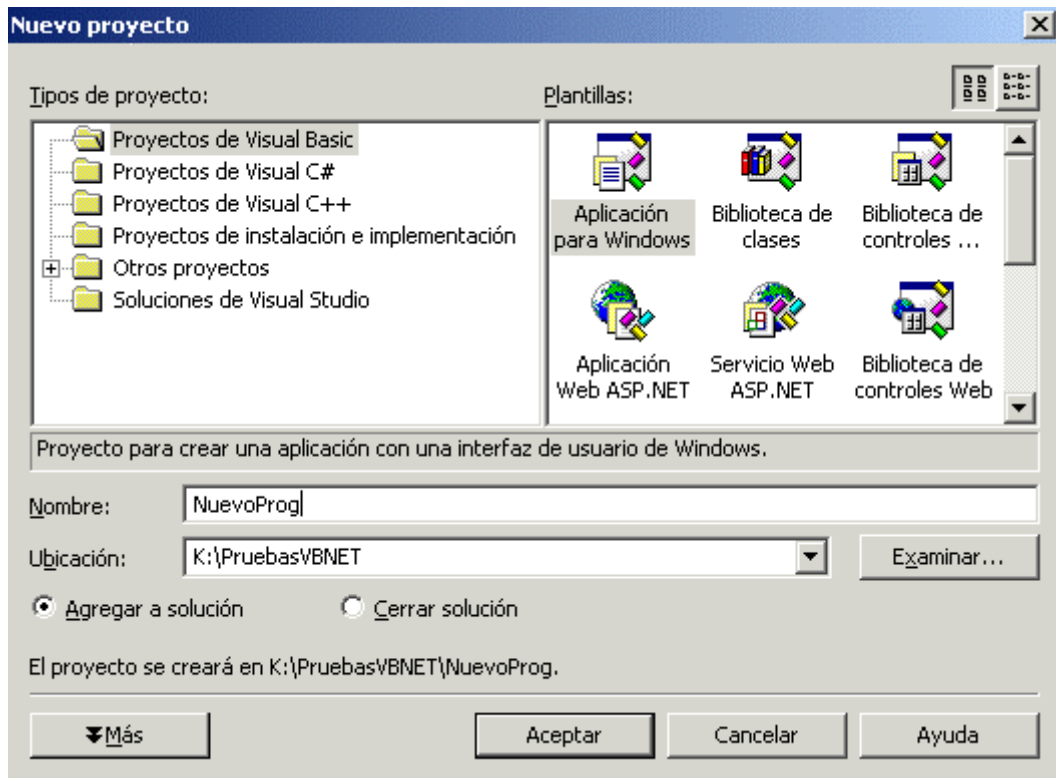 Nuevo proyecto
Tipos de proyecto:
Plantillas:
Proyectos de Visual Basic
Proyectos de Visual C#
Proyectos de Visual C++
Proyectos de instalación e implementación
Otros proyectos
Soluciones de Visual Studio
Aplicación
para Windows
Biblioteca de
clases
Biblioteca de
controles ...
Aplicación
Web ASP.NET
Servicio Web
ASP.NET
Biblioteca de
controles Web
Proyecto para crear una aplicación con una interfaz de usuario de Windows.
Nombre:
NuevoProg
Ubicación:
K:\PruebasVBNET
Examinar...
Agregar a solución
Cerrar solución
El proyecto se creará en K:\PruebasVBNET\NuevoProg.
Más
Aceptar
Cancelar
Ayuda